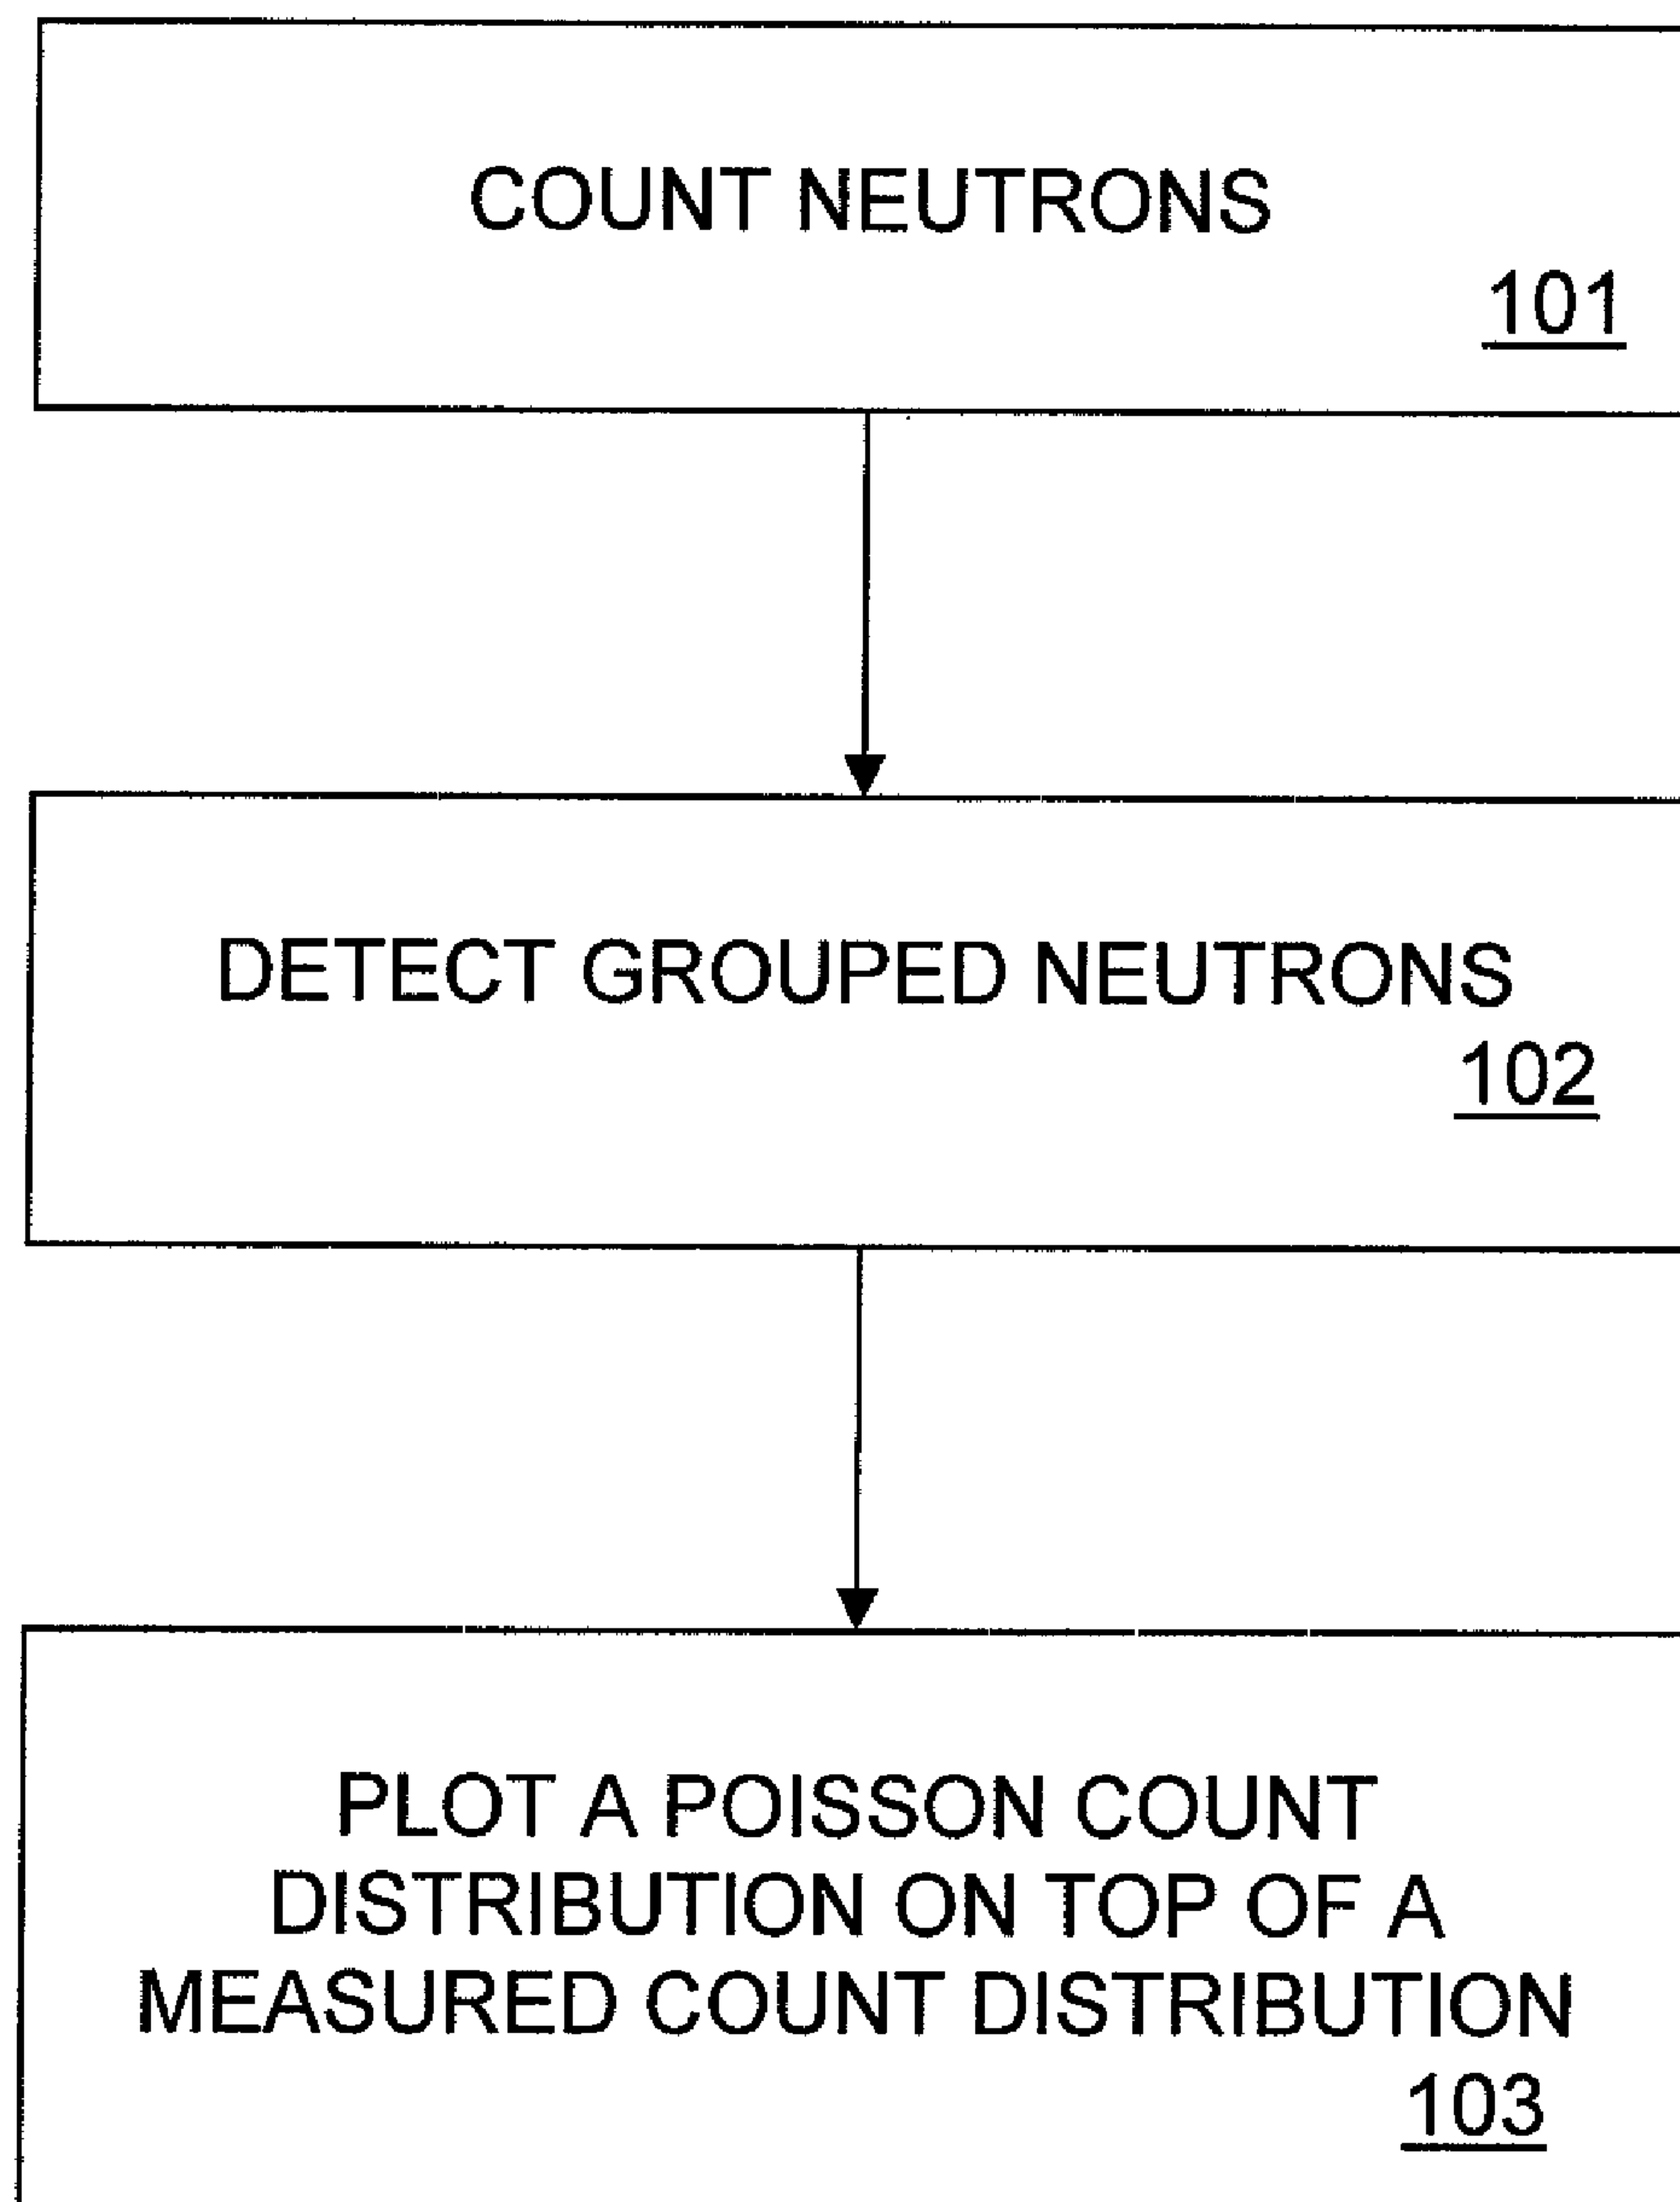 COUNT NEUTRONS
101
DETECT GROUPED NEUTRONS
102
PLOT A POISSON COUNT
DISTRIBUTION ON TOP OF A
MEASURED COUNT DISTRIBUTION
103